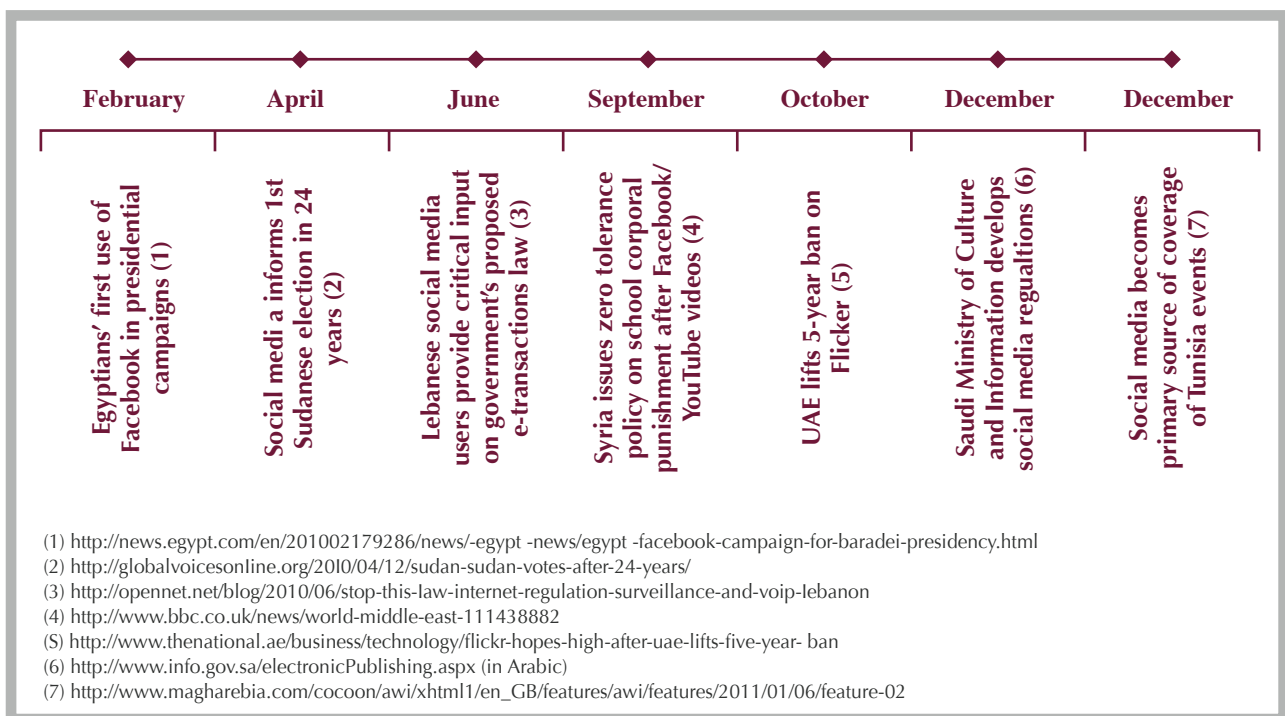 February
April
June
September
October
December
December
Egyptians' first use of
Facebook in presidential
campaigns (1)
Social medi a informs 1st
Sudanese election in 24
years (2)
Lebanese social media
users provide critical input
on government's proposed
e-transactions law (3)
Syria issues zero tolerance
policy on school corporal
punishment after Facebook/
YouTube videos (4)
UAE lifts 5-year ban on
Flicker (5)
Saudi Ministry of Culture
and Information develops
social media regualtions (6)
Social media becomes
primary source of coverage
of Tunisia events (7)
(1) http://news.egypt.com/en/201002179286/news/-egypt -news/egypt -facebook-campaign-for-baradei-presidency.html
(2) http://globalvoicesonIine.org/20I0/04/12/sudan-sudan-votes-after-24-years/
(3) http://opennet.net/blog/2010/06/stop-this-Iaw-internet-regulation-surveillance-and-voip-Iebanon
(4) http://www.bbc.co.uk/news/world-middle-east-111438882
(S) http://www.thenational.ae/business/technology/flickr-hopes-high-after-uae-lifts-five-year- ban
(6) http://www.info.gov.sa/electronicPublishing.aspx (in Arabic)
(7) http://www.magharebia.com/cocoon/awi/xhtml1/en_GB/features/awi/features/2011/01/06/feature-02